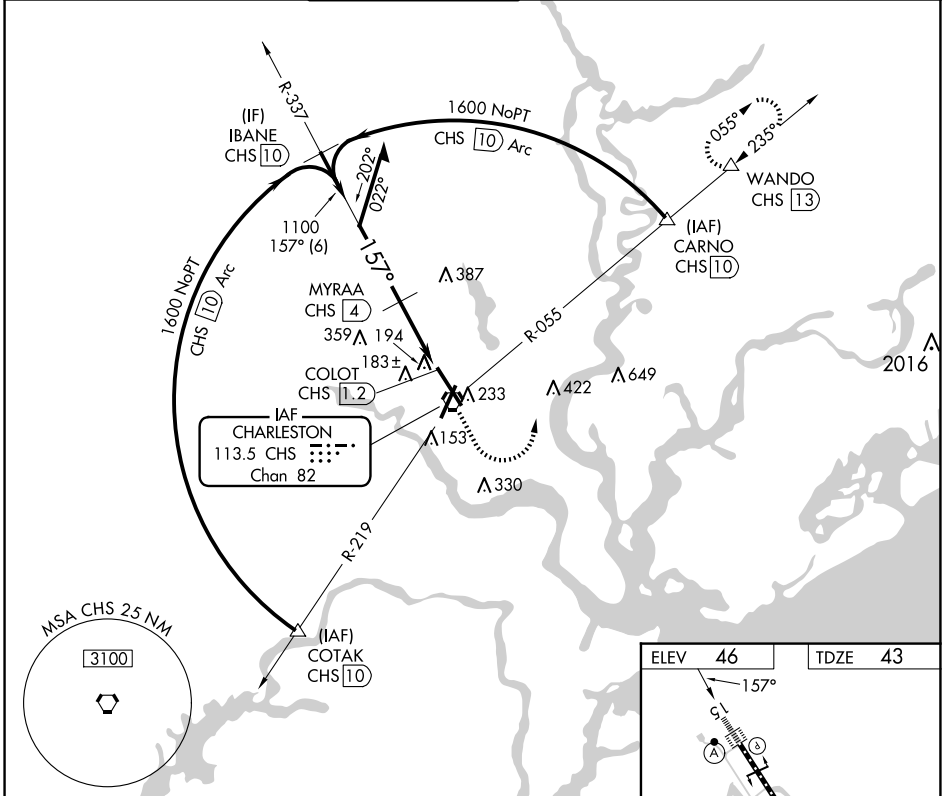 R-337
(IF)
IBANE
CHS 10
1600 NoPT
CHS 10 Arc
055°
235°
WANDO
CHS 13
202°
022°
1100
157° (6)
157°
(IAF)
CARNO
CHS 10
1600 NoPT
CHS 10 Arc
MYRAA
CHS 4
387
R-055
359 194
183±
2016
COLOT
CHS 1.2
233
422
649
IAF
CHARLESTON
113.5 CHS
Chan 82
153
330
R-219
MSA CHS 25 NM
3100
(IAF)
COTAK
CHS 10
ELEV 46
TDZE 43
157°
15
A
P